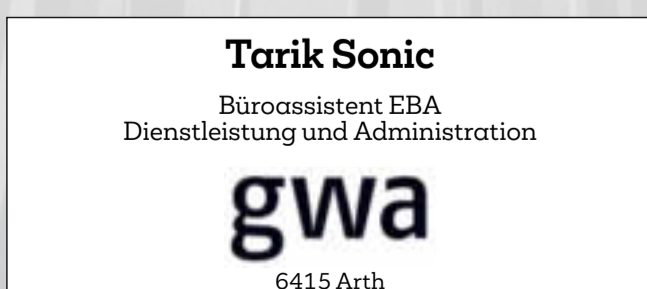 Tarik Sonic
Büroassistent EBA
Dienstleistung und Administration
gwa
6415 Arth